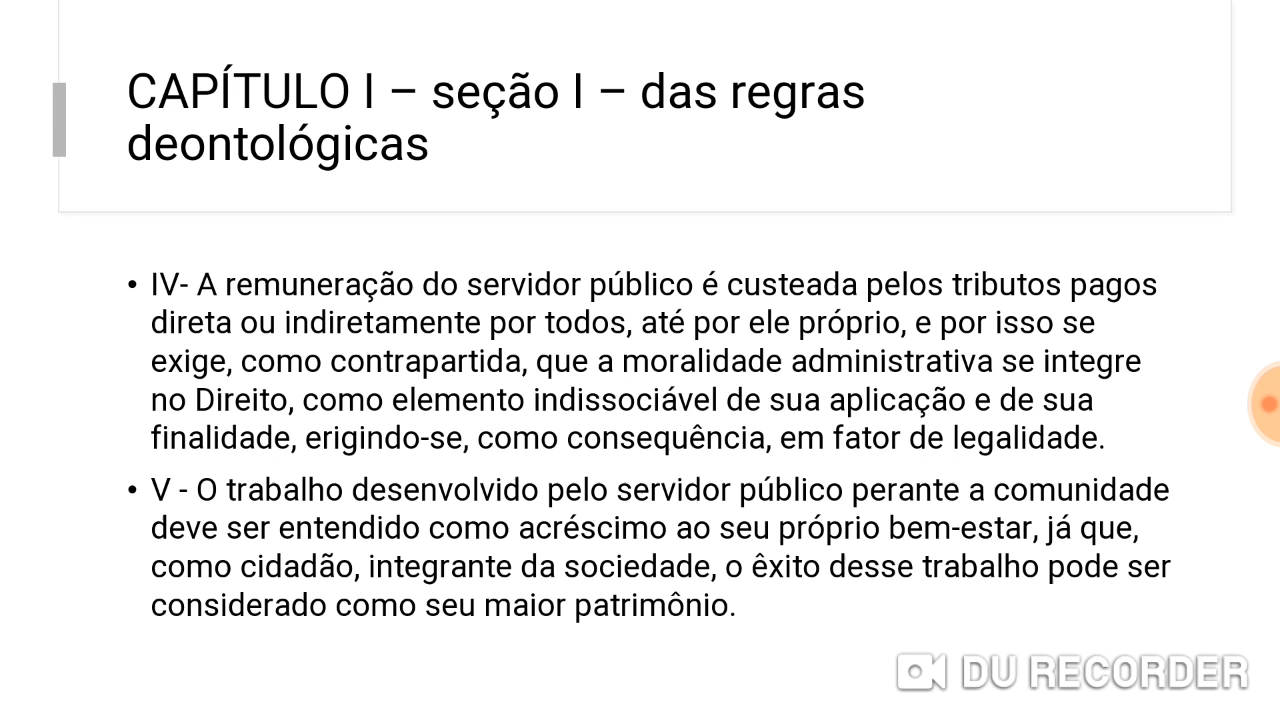 CAPÍTULO I – seção I – das regras
deontológicas
• IV- A remuneração do servidor público é custeada pelos tributos pagos
direta ou indiretamente por todos, até por ele próprio, e por isso se
exige, como contrapartida, que a moralidade administrativa se integre
no Direito, como elemento indissociável de sua aplicação e de sua
finalidade, erigindo-se, como consequência, em fator de legalidade.
• V - O trabalho desenvolvido pelo servidor público perante a comunidade
deve ser entendido como acréscimo ao seu próprio bem-estar, já que,
como cidadão, integrante da sociedade, o êxito desse trabalho pode ser
considerado como seu maior patrimônio.
DU RECORDER